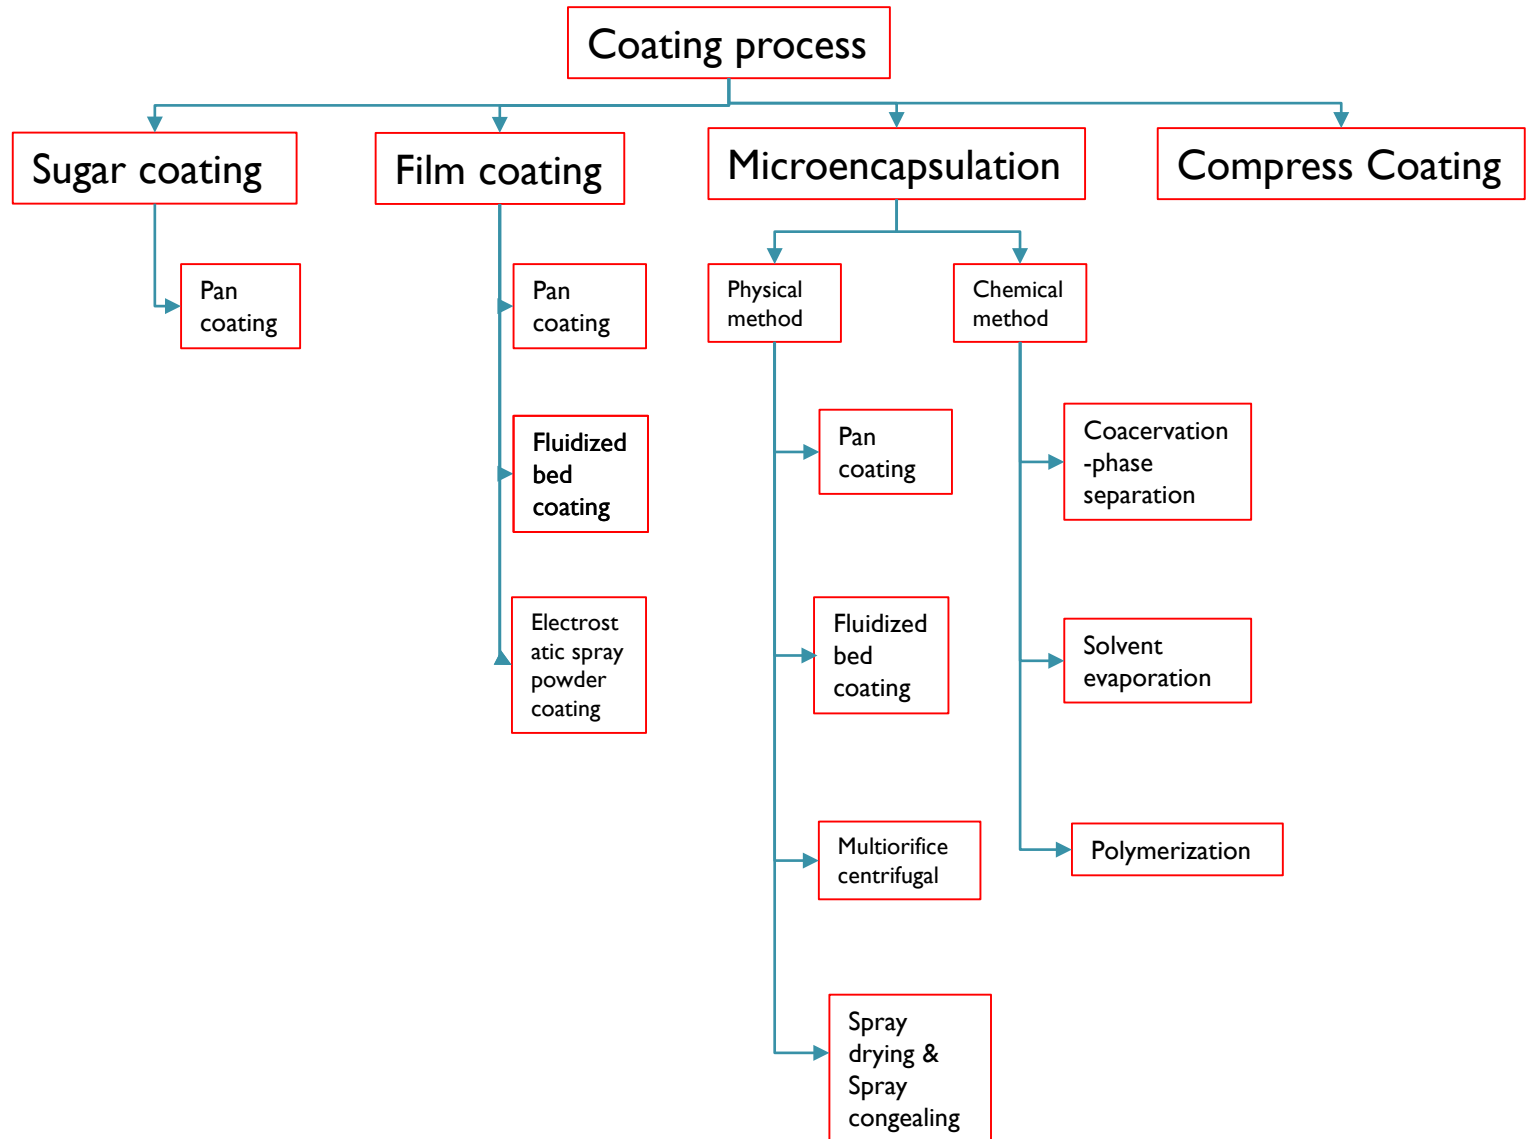 Coating process
Sugar coating
Film coating
Microencapsulation
Compress Coating
Pan
coating
Pan
coating
Physical
method
Chemical
method
Fluidized
bed
coating
Pan
coating
Coacervation
-phase
separation
Electrost
atic spray
powder
coating
Fluidized
bed
coating
Solvent
evaporation
Multiorifice
centrifugal
Polymerization
Spray
drying &
Spray
congealing